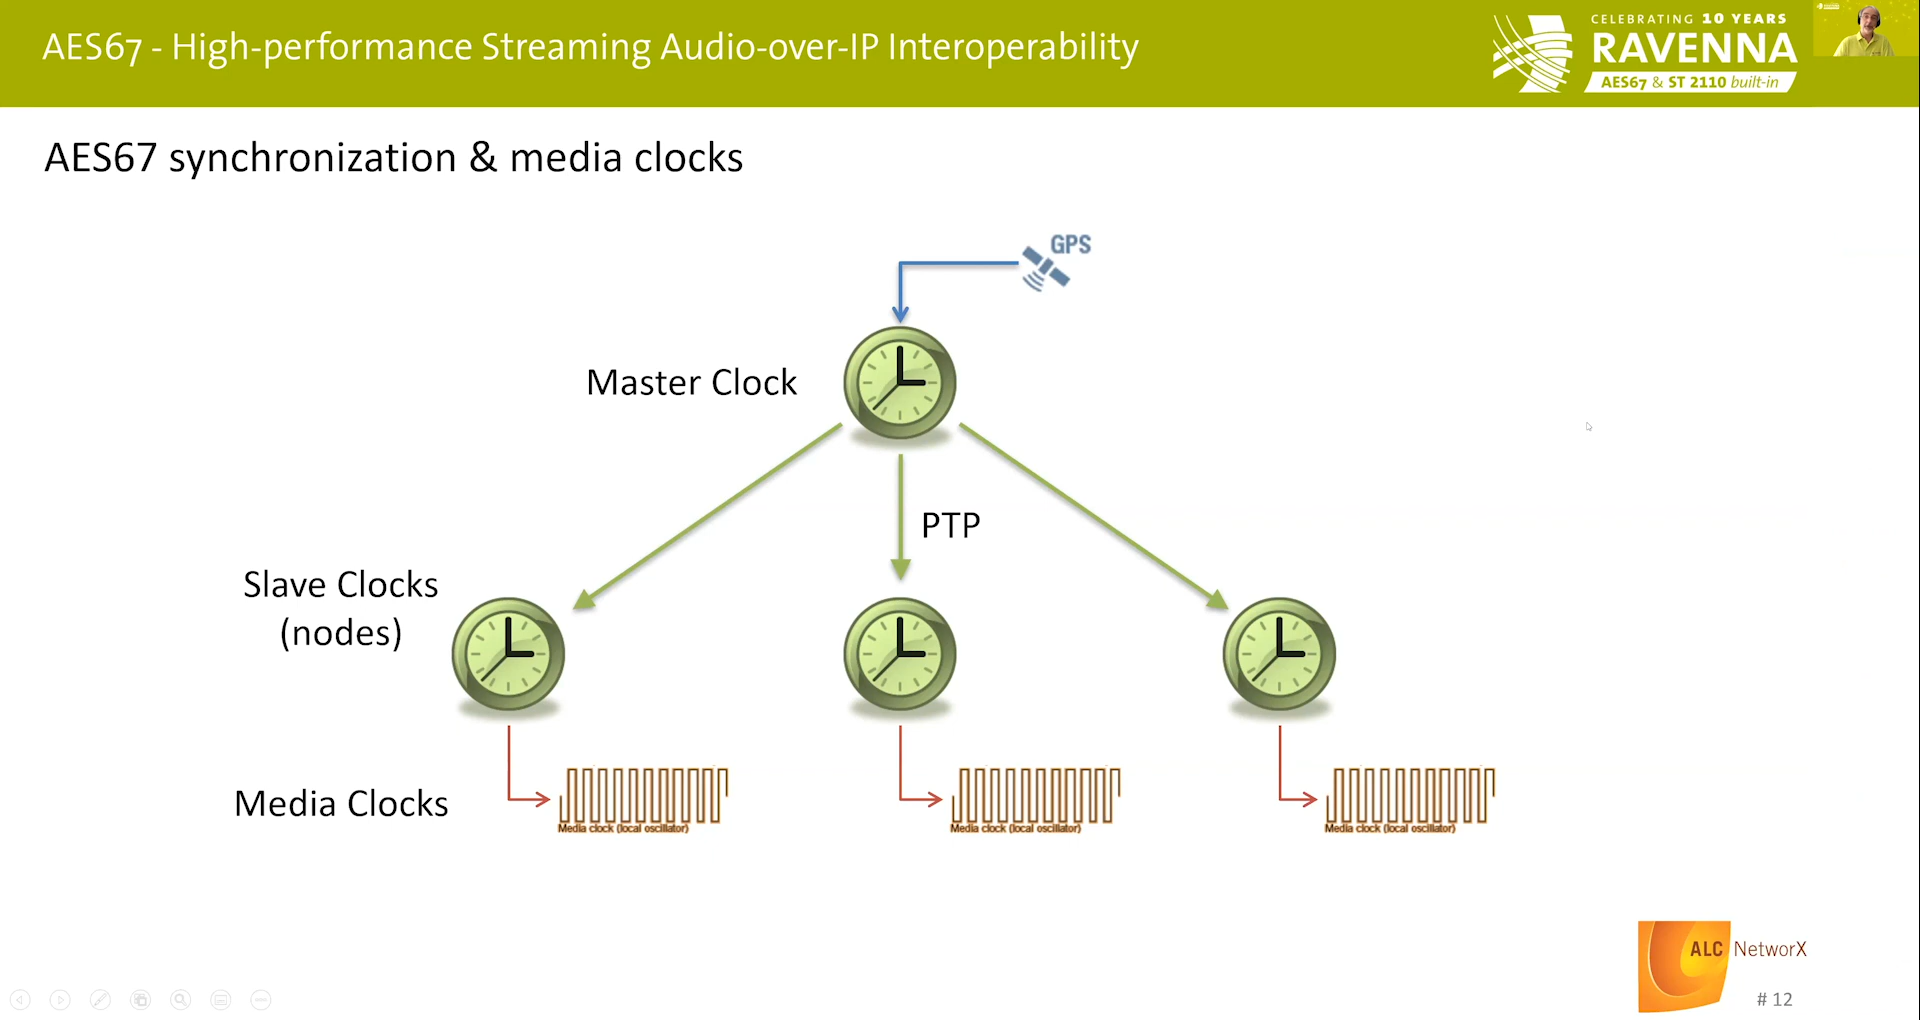 AES67 - High-performance Streaming Audio-over-IP Interoperability
CELEBRATING 10 YEARS
RAVENNA
AES67 & ST 2110 built-in
AES67 synchronization & media clocks
GPS
Master Clock
PTP
Slave Clocks
(nodes)
Media Clocks
Media clock (local oscillator)
Media clock (local oscillator)
Media clock (local oscillator)
ALC NetworX
# 12